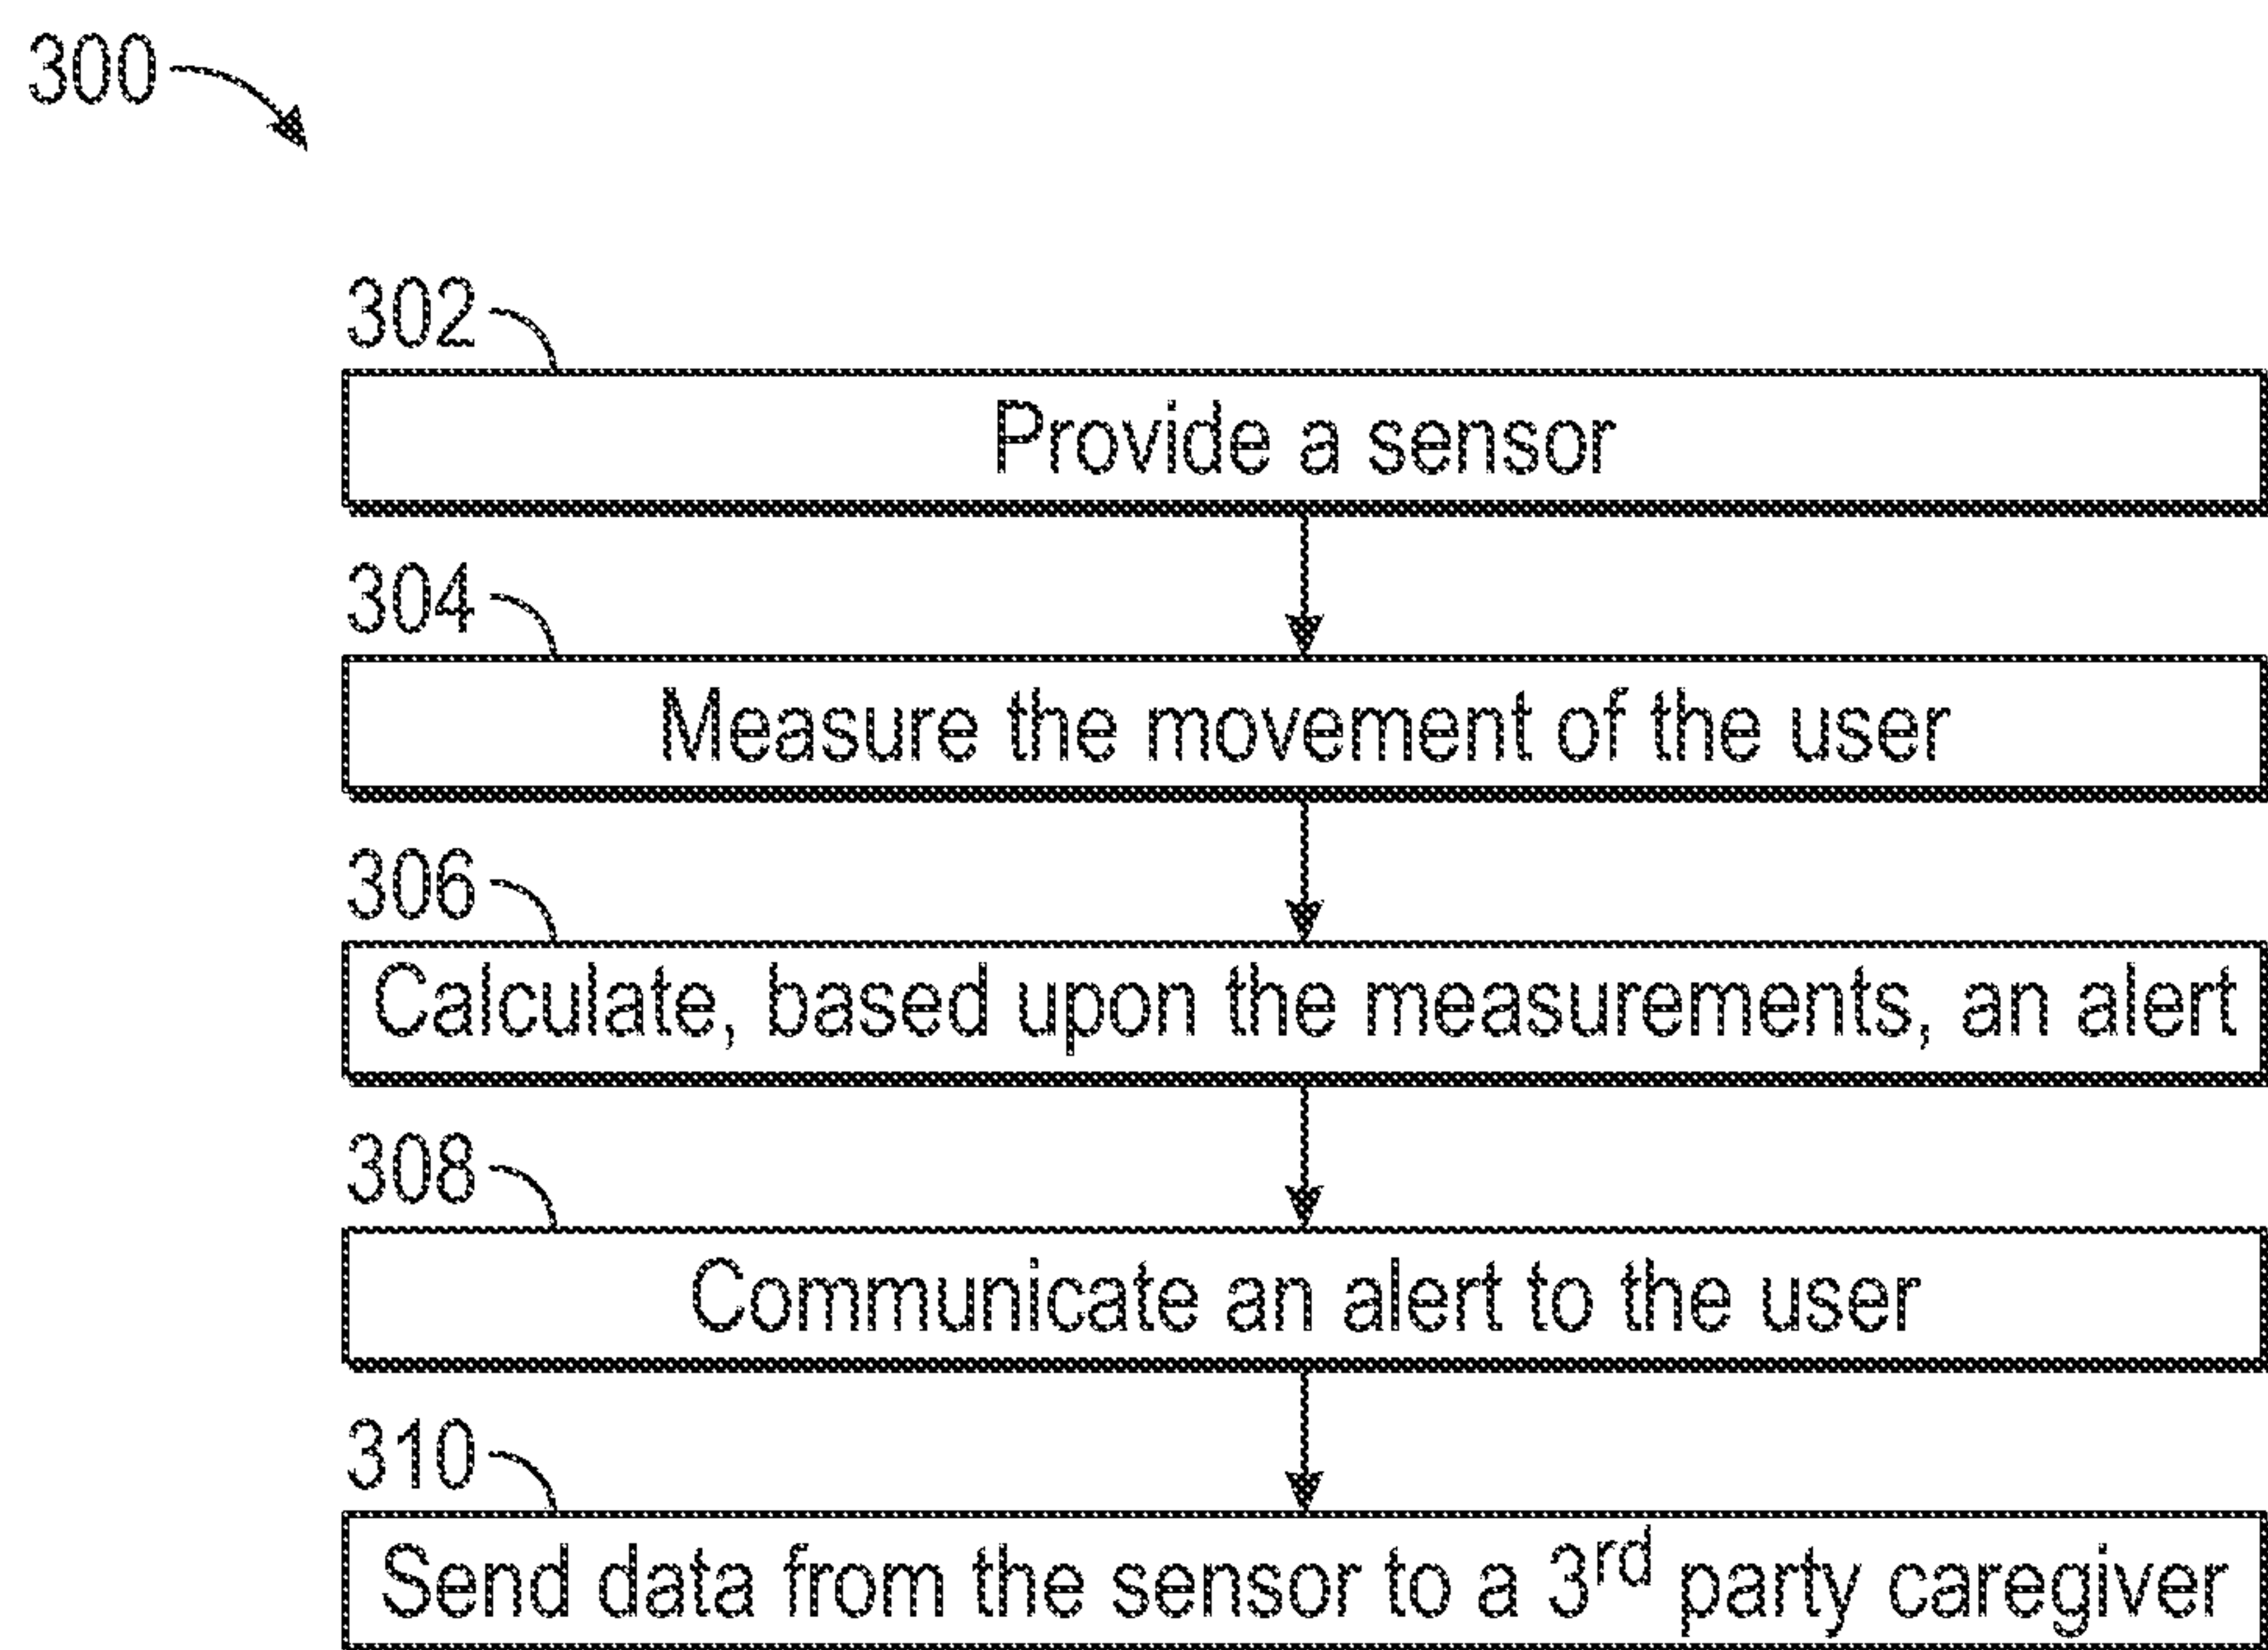 300
302
Provide a sensor
304
Measure the movement of the user
306
Calculate, based upon the measurements, an alert
308
Communicate an alert to the user
310
Send data from the sensor to a 3rd party caregiver